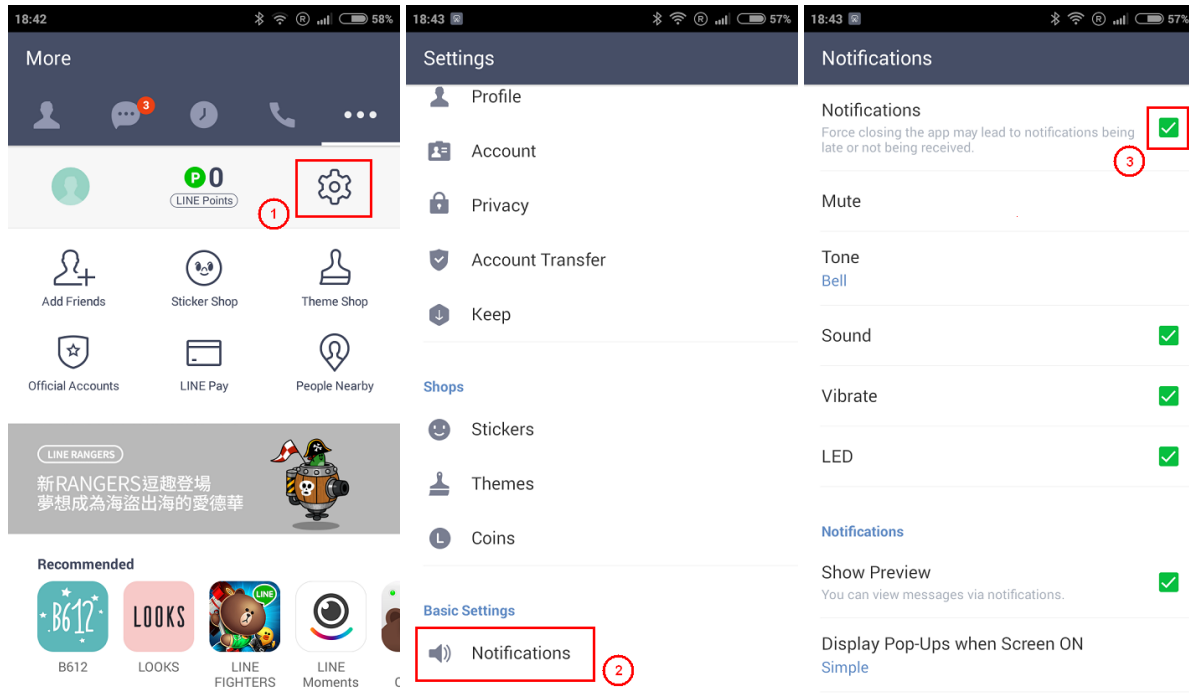 18:42
58%
More
3
P 0
LINE Points
1
Add Friends
Sticker Shop
Theme Shop
Official Accounts
LINE Pay
People Nearby
LINE RANGERS
新RANGERS逗趣登場
夢想成為海盜出海的愛德華
Recommended
B612
LOOKS
LINE
B612
LOOKS
LINE
FIGHTERS
LINE
Moments
18:43
57%
Settings
Profile
Account
Privacy
Account Transfer
Keep
Shops
Stickers
Themes
L
Coins
Basic Settings
Notifications
2
18:43
57%
Notifications
Notifications
Force closing the app may lead to notifications being
late or not being received.
3
Mute
Tone
Bell
Sound
Vibrate
LED
Notifications
Show Preview
You can view messages via notifications.
Display Pop-Ups when Screen ON
Simple